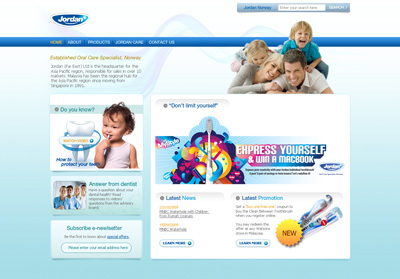 Jordan
Jordan Norway
Enter your search here
SEARCH
HOME
ABOUT
PRODUCTS
JORDAN CARE
CONTACT US
Established Oral Care Specialist, Norway
Jordan (Far East) Ltd is the headquarter for the
Asia Pacific region, responsible for sales in over 10
markets. Malaysia has been the regional hub for
the Asia Pacific region since moving from
Singapore in 1991.
Do you know?
How to
protect your teeth
"Don't limit yourself"
EXPRESS YOURSELF
& WIN A MACBOOK
Jordan
Answer from dentist
Have a question about your
dental health? Read
responses to visitors'
questions from the advisory
board.
Subscribe e-newsletter
Be the first to know about special offers.
Please enter your email address here
Latest News
LEARN MORE
Latest Promotion
coupon to
buy the Clean Between Toothbrush
when you register online
You may redeem the
offer at any Watsons
store in Malaysia.
NEW
LEARN MORE